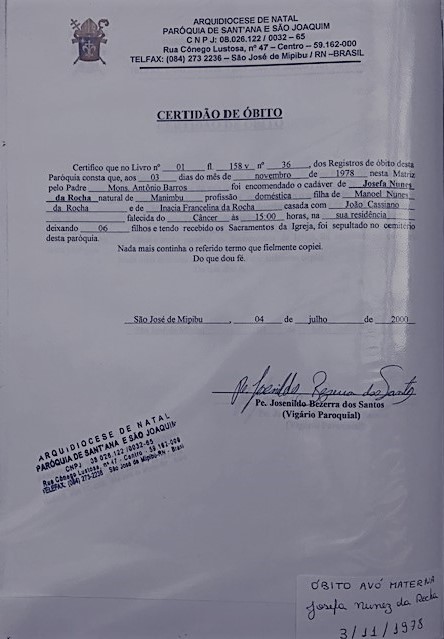 ARQUIDIOCESE DE NATAL
PARÓQUIA DE SANT'ANA E SÃO JOAQUIM
C N P J: 08.026.122 / 0032 – 65
Rua Cônego Lustosa, nº 47 – Centro – 59.162-000
TELFAX: (084) 273 2236 – São José de Mipibu / RN –BRASIL
CERTIDÃO DE ÓBITO
Certifico que no Livro nº 01 fl. 158 v nº 36, dos Registros de óbito desta
Paróquia consta que, aos 03 dias do mês de novembro de 1978 nesta Matriz
pelo Padre Mons. Antônio Barros foi encomendado o cadáver de Josefa Nunes
da Rocha natural de Manimbu profissão doméstica filha de Manoel Nunes
da Rocha e de Inacia Francelina da Rocha casada com João Cassiano
falecida do Câncer às 15:00 horas, na sua residência
deixando 06 filhos e tendo recebido os Sacramentos da Igreja, foi sepultado no cemitério
desta paróquia.
Nada mais continha o referido termo que fielmente copiei.
Do que dou fé.
São José de Mipibu, 04 de julho de 2000
Pe. Josenildo Bezerra dos Santos
Pe. Josenildo Bezerra dos Santos
(Vigário Paroquial)
ARQUIDIOCESE DE NATAL
PARÓQUIA DE SANT'ANA E SÃO JOAQUIM
CNPJ: 08.026.122/0032-65
Rua Cônego Lustosa, nº 47 - Centro - 59.162-000
TELEFAX: (084) 273-2236 São José de Mipibu-RN - Brasil
ÓBITO AVÓ MATERNA
Josefa Nunez da Rocha
3/11/1978